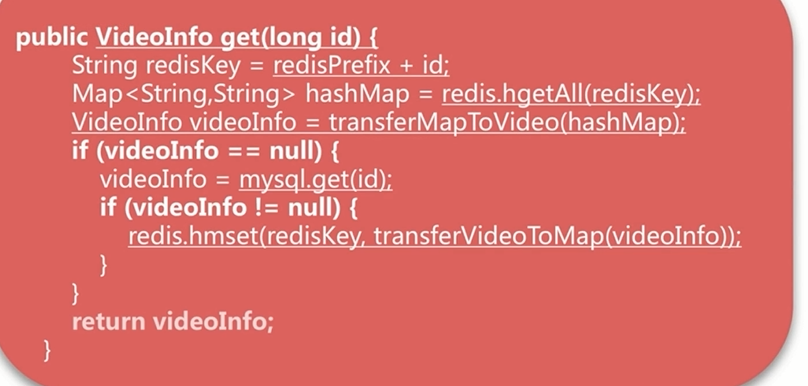 public VideoInfo get(long id) {
String redisKey = redisPrefix + id;
Map<String,String> hashMap = redis.hgetAll(redisKey);
VideoInfo videoInfo = transferMapToVideo(hashMap);
if (videoInfo == null) {
videoInfo = mysql.get(id);
if (videoInfo != null) {
redis.hmset(redisKey, transferVideoToMap(videoInfo));
}
}
return videoInfo;
}